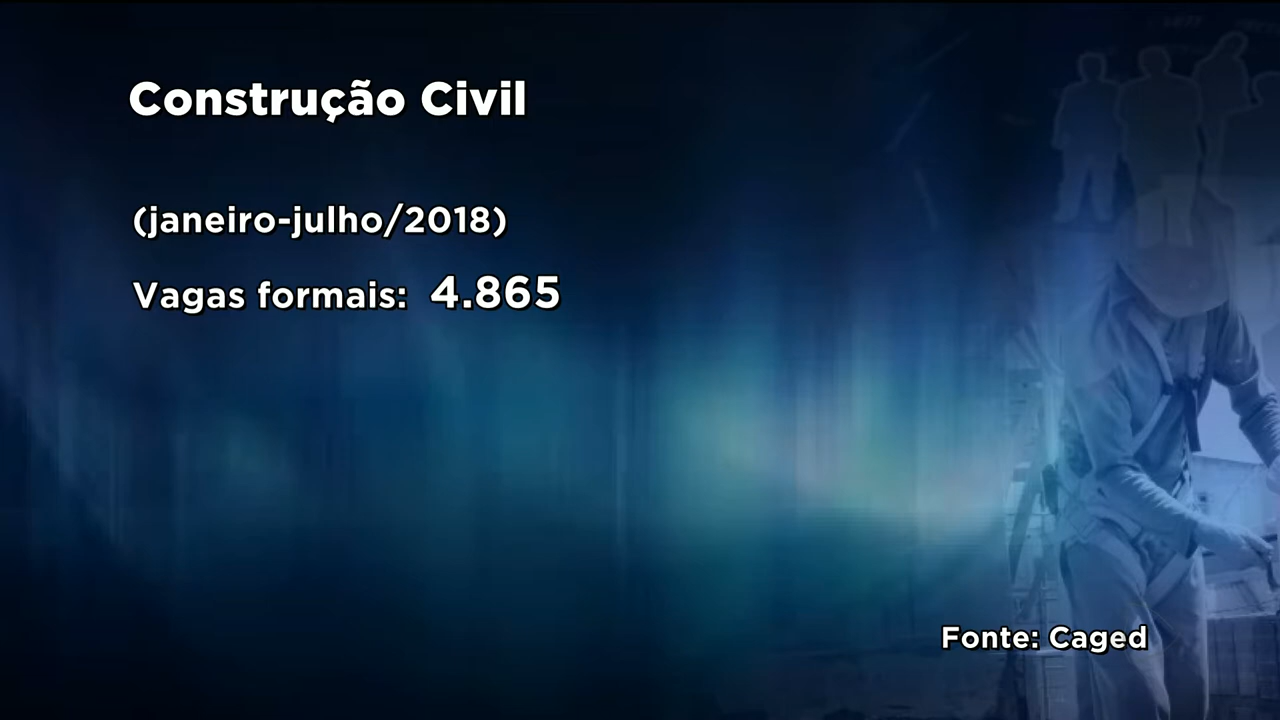 Construção Civil
(janeiro-julho/2018)
Vagas formais: 4.865
Fonte: Caged